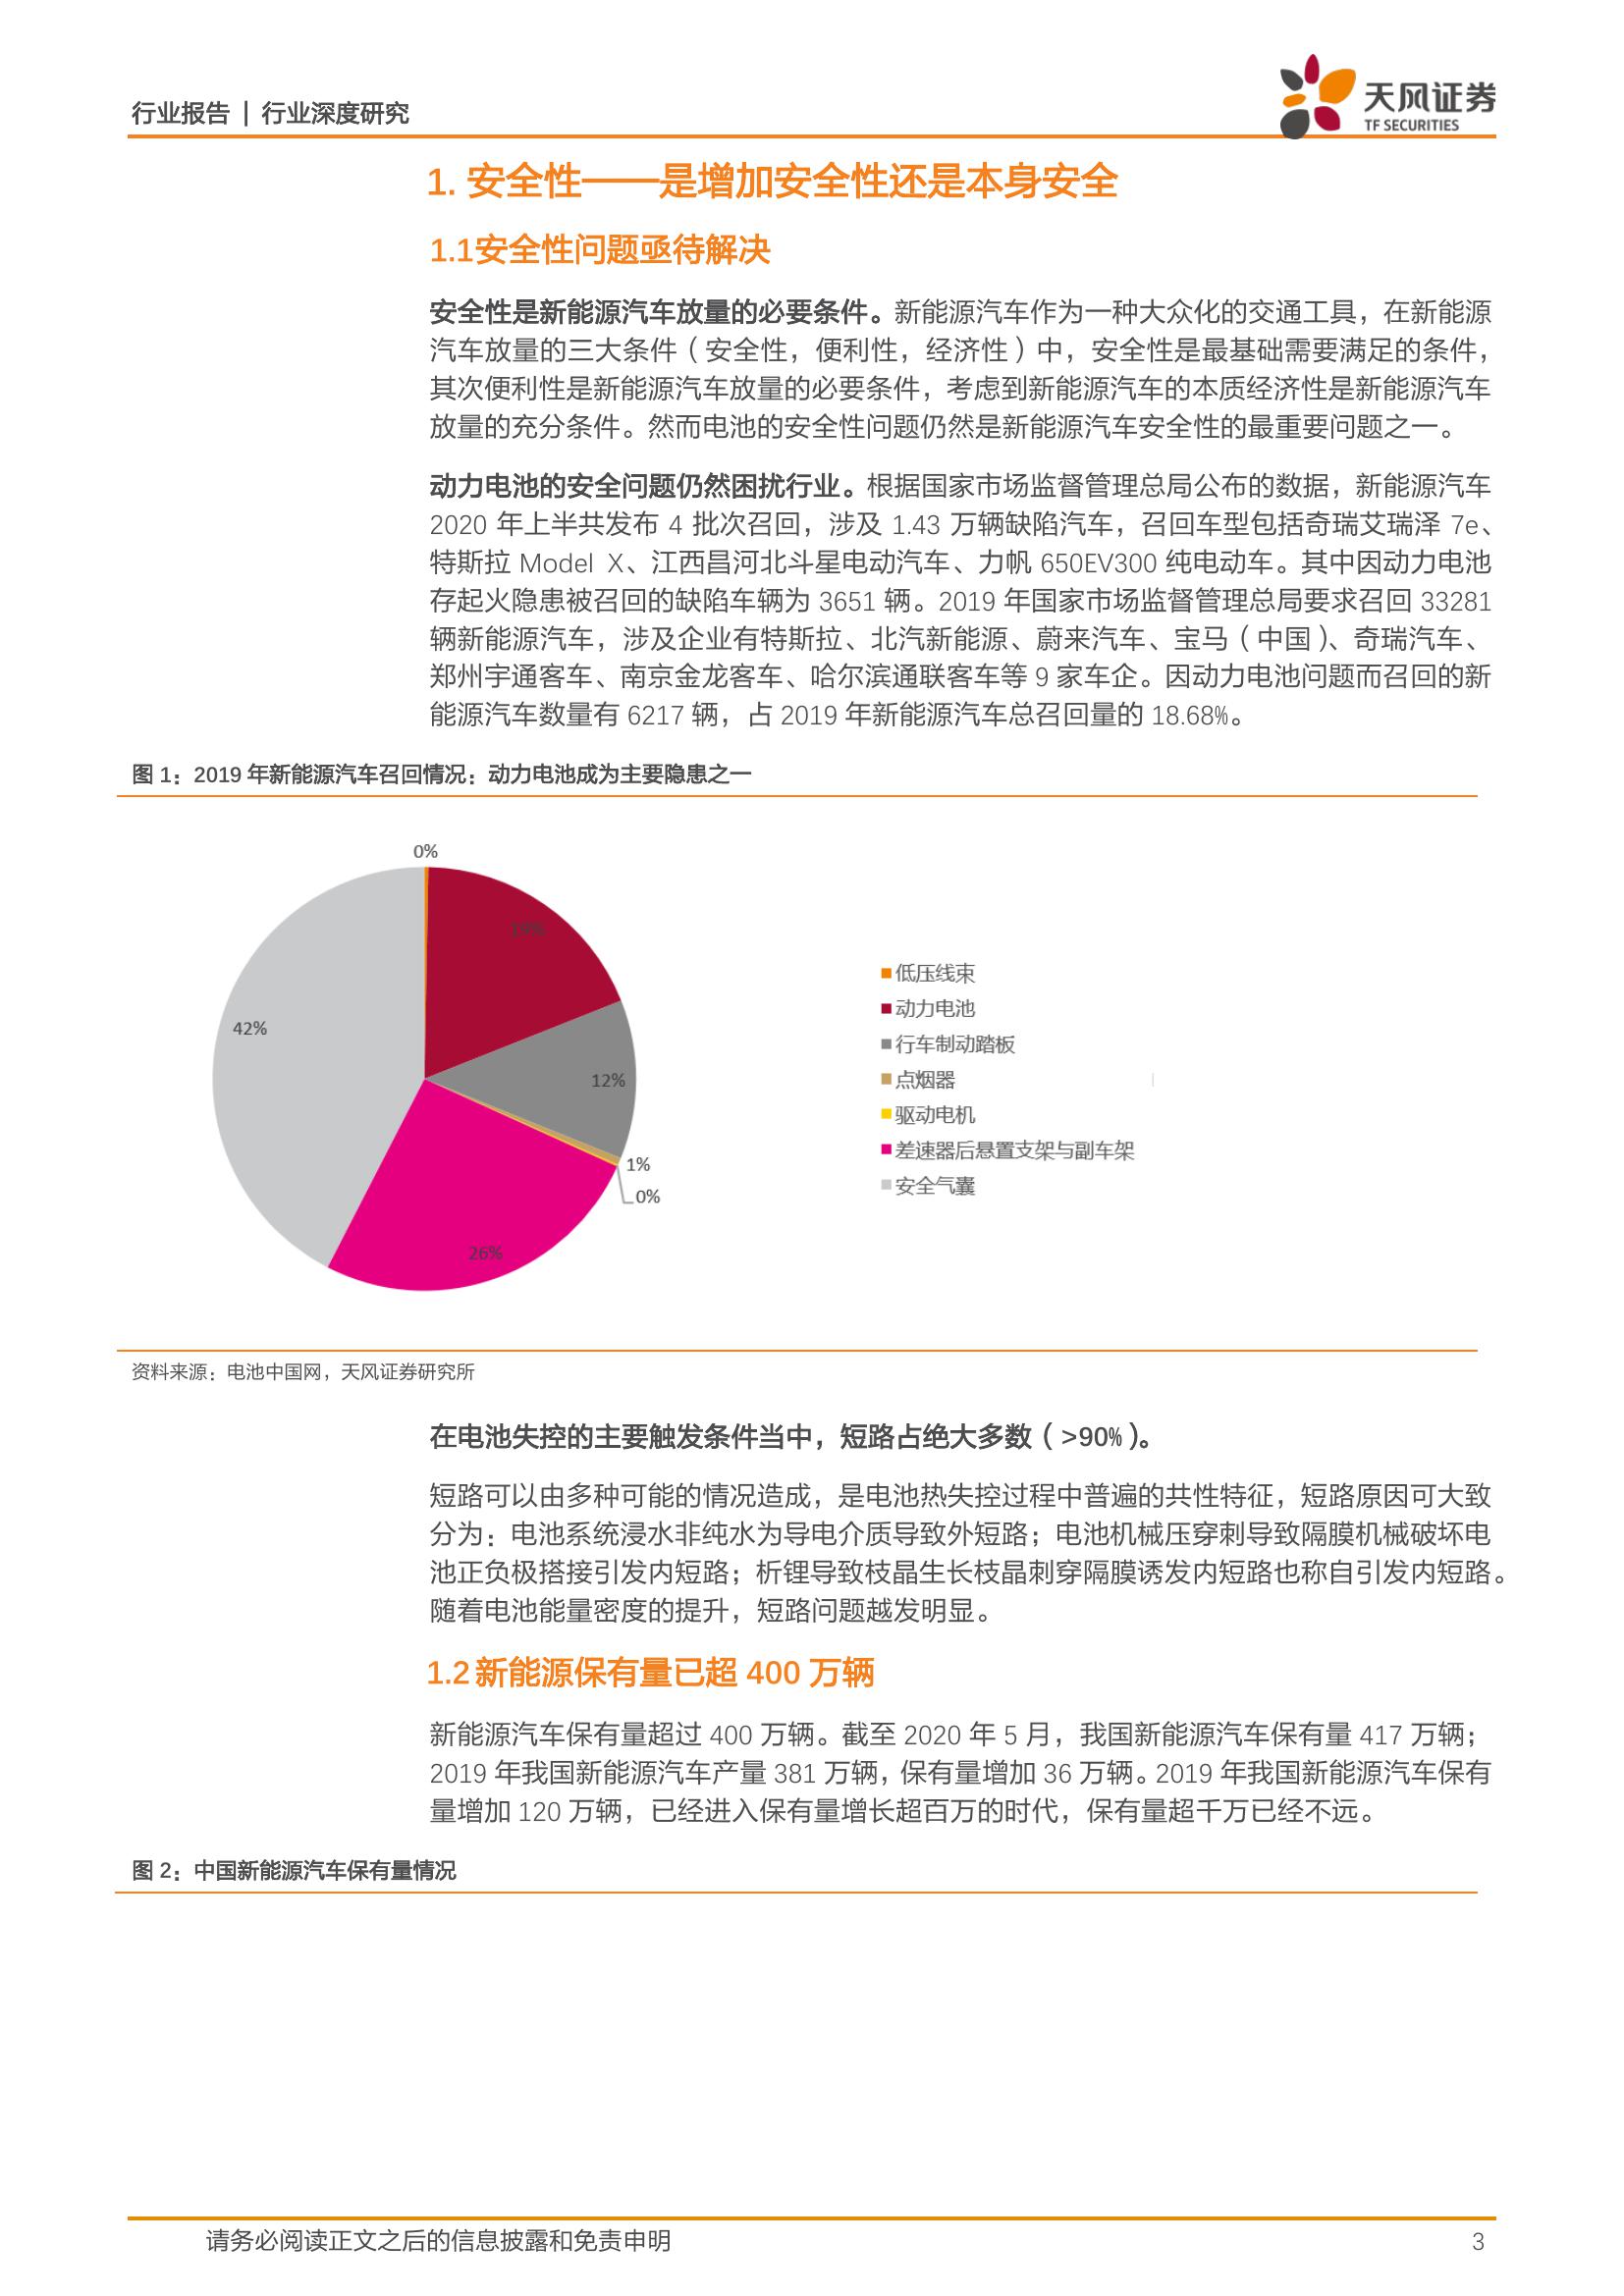 行业报告 | 行业深度研究
天风证券
TF SECURITIES
1. 安全性——是增加安全性还是本身安全
1.1安全性问题亟待解决
安全性是新能源汽车放量的必要条件。新能源汽车作为一种大众化的交通工具，在新能源
汽车放量的三大条件（安全性，便利性，经济性）中，安全性是最基础需要满足的条件，
其次便利性是新能源汽车放量的必要条件，考虑到新能源汽车的本质经济性是新能源汽车
放量的充分条件。然而电池的安全性问题仍然是新能源汽车安全性的最重要问题之一。
动力电池的安全问题仍然困扰行业。根据国家市场监督管理总局公布的数据，新能源汽车
2020 年上半共发布 4 批次召回，涉及 1.43 万辆缺陷汽车，召回车型包括奇瑞艾瑞泽 7e、
特斯拉 Model X、江西昌河北斗星电动汽车、力帆 650EV300 纯电动车。其中因动力电池
存起火隐患被召回的缺陷车辆为 3651 辆。2019 年国家市场监督管理总局要求召回 33281
辆新能源汽车，涉及企业有特斯拉、北汽新能源、蔚来汽车、宝马（中国）、奇瑞汽车、
郑州宇通客车、南京金龙客车、哈尔滨通联客车等 9 家车企。因动力电池问题而召回的新
能源汽车数量有 6217 辆，占 2019 年新能源汽车总召回量的 18.68%。
图 1：2019 年新能源汽车召回情况：动力电池成为主要隐患之一
0%
19%
42%
12%
1%
0%
26%
低压线束
动力电池
行车制动踏板
点烟器
驱动电机
差速器后悬置支架与副车架
安全气囊
资料来源：电池中国网，天风证券研究所
在电池失控的主要触发条件当中，短路占绝大多数（>90%）。
短路可以由多种可能的情况造成，是电池热失控过程中普遍的共性特征，短路原因可大致
分为：电池系统浸水非纯水为导电介质导致外短路；电池机械压穿刺导致隔膜机械破坏电
池正负极搭接引发内短路；析锂导致枝晶生长枝晶刺穿隔膜诱发内短路也称自引发内短路。
随着电池能量密度的提升，短路问题越发明显。
1.2 新能源保有量已超 400 万辆
新能源汽车保有量超过 400 万辆。截至 2020 年 5 月，我国新能源汽车保有量 417 万辆；
2019 年我国新能源汽车产量 381 万辆，保有量增加 36 万辆。2019 年我国新能源汽车保有
量增加 120 万辆，已经进入保有量增长超百万的时代，保有量超千万已经不远。
图 2：中国新能源汽车保有量情况
请务必阅读正文之后的信息披露和免责申明
3